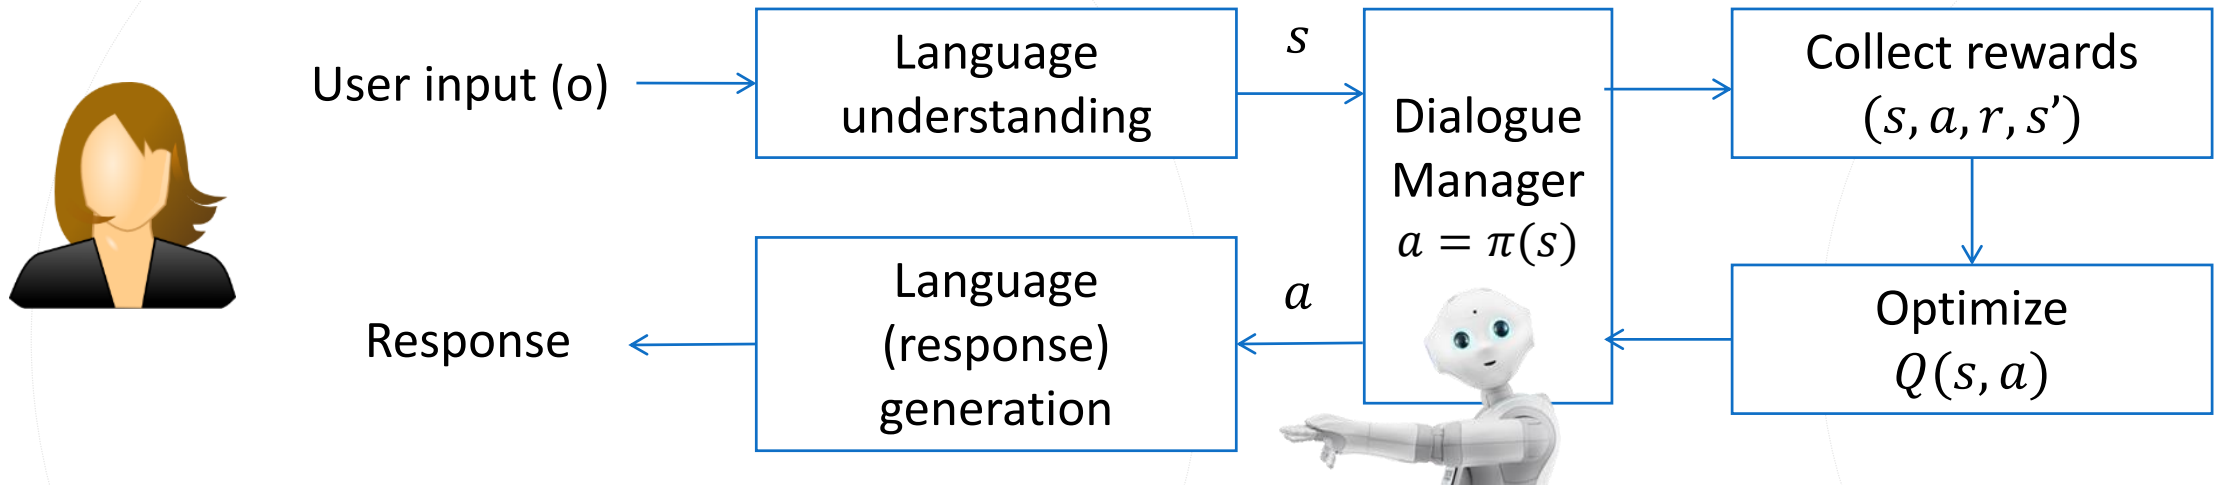 User input (o)
Language
understanding
s
Dialogue
Manager
a = π(s)
Collect rewards
(s, a, r, s’)
Optimize
Q(s, a)
a
Language
(response)
generation
Response